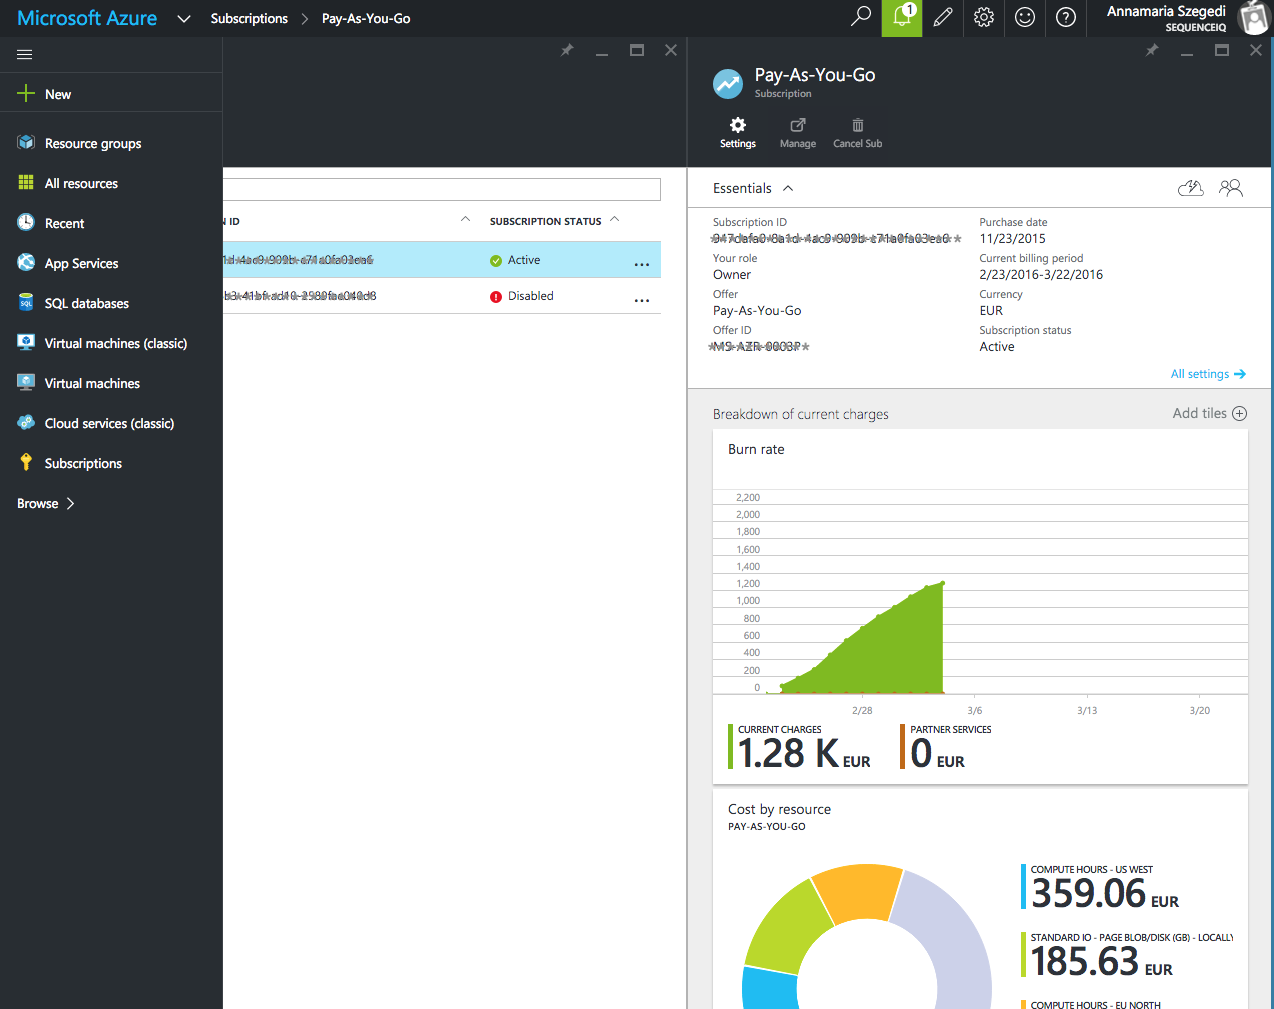 Microsoft Azure
Subscriptions > Pay-As-You-Go
1
Annamaria Szegedi
SEQUENCEIQ
New
Resource groups
All resources
Recent
App Services
SQL databases
Virtual machines (classic)
Virtual machines
Cloud services (classic)
Subscriptions
Browse >
ID
SUBSCRIPTION STATUS
Active
...
Disabled
...
Pay-As-You-Go
Subscription
Settings
Manage
Cancel Sub
Essentials
Subscription ID
Purchase date
11/23/2015
Your role
Owner
Current billing period
2/23/2016-3/22/2016
Offer
Pay-As-You-Go
Currency
EUR
Offer ID
MS-AZR-0003P
Subscription status
Active
All settings
Breakdown of current charges
Add tiles
Burn rate
2,200
2,000
1,800
1,600
1,400
1,200
1,000
800
600
400
200
0
2/28
3/6
3/13
3/20
CURRENT CHARGES
1.28 K EUR
PARTNER SERVICES
0 EUR
Cost by resource
PAY-AS-YOU-GO
COMPUTE HOURS - US WEST
359.06 EUR
STANDARD IO - PAGE BLOB/DISK (GB) - LOCALLY
185.63 EUR
COMPUTE HOURS - EU NORTH